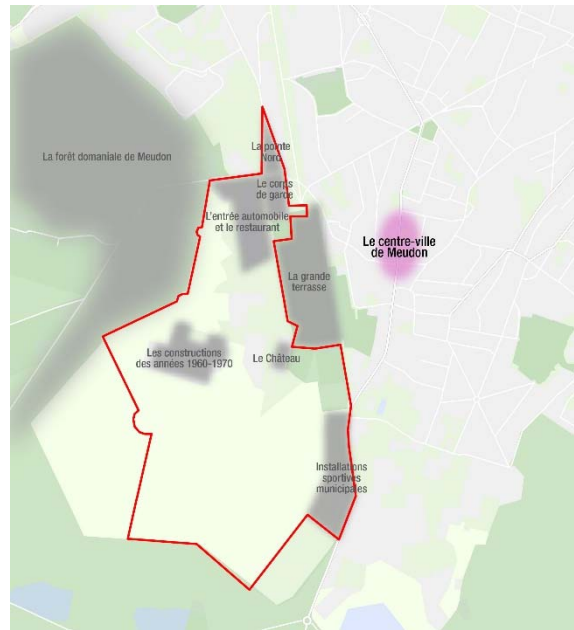 La forêt domaniale de Meudon
La pointe
Nord
Le corps
de garde
L'entrée automobile
et le restaurant
Le centre-ville
de Meudon
La grande
terrasse
Les constructions
des années 1960-1970
Le Château
Installations
sportives
municipales